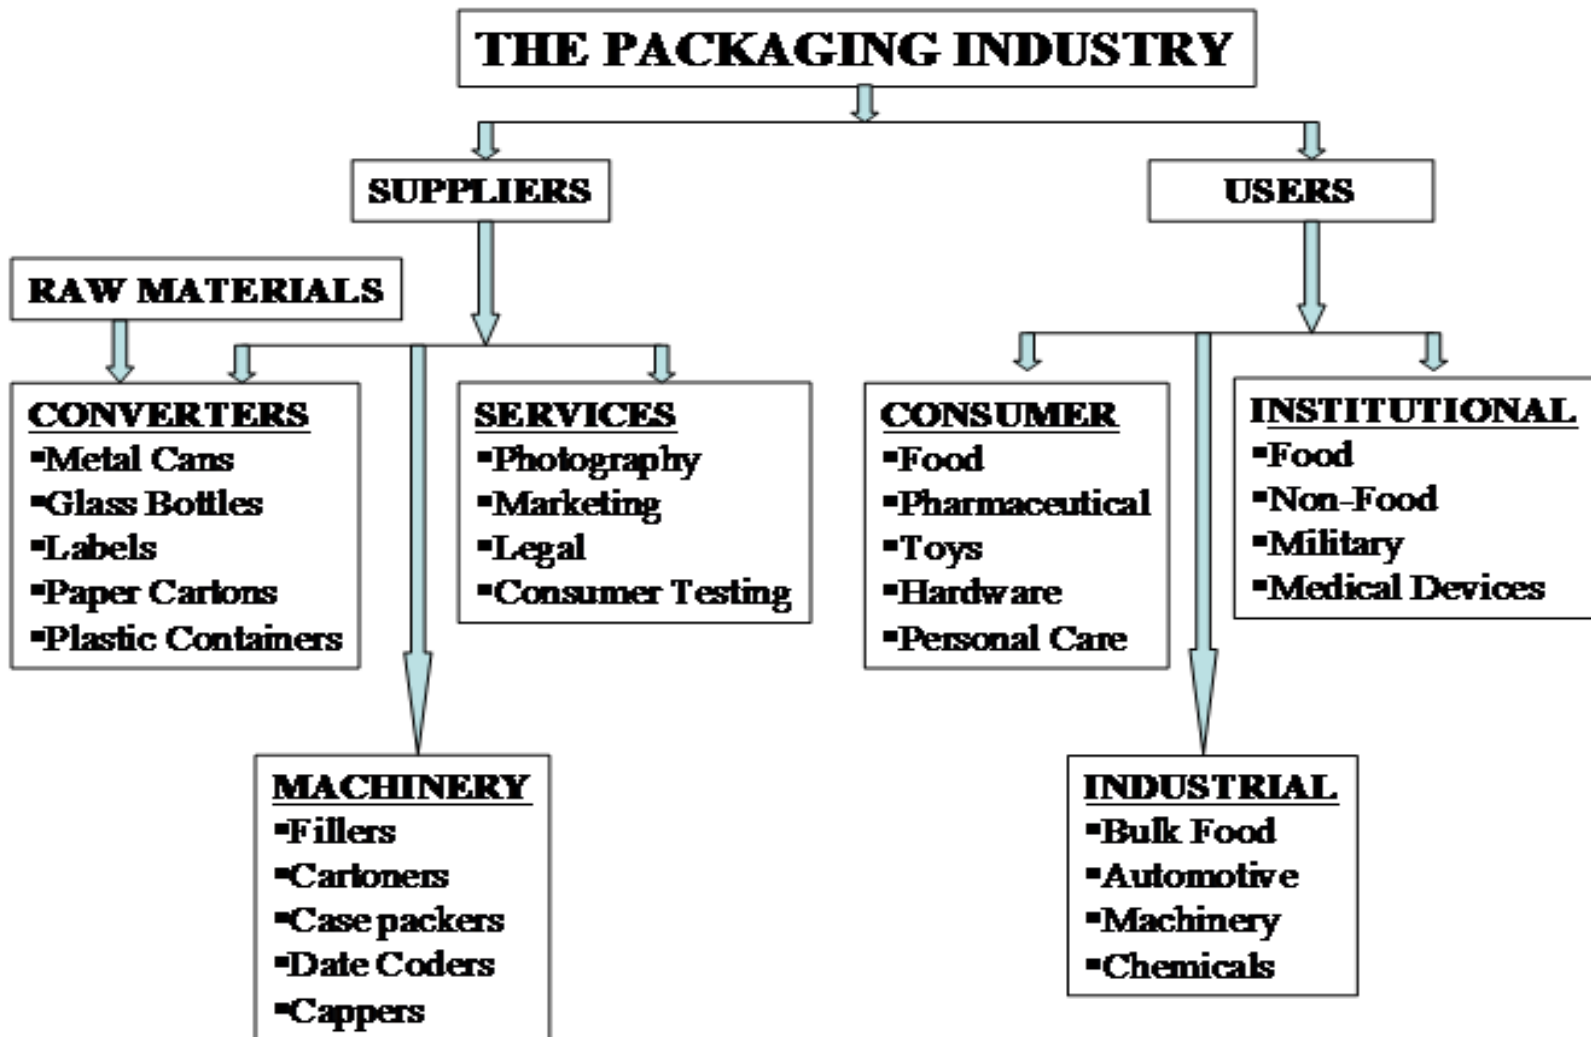 THE PACKAGING INDUSTRY
SUPPLIERS
USERS
RAW MATERIALS
CONVERTERS
▪Metal Cans
▪Glass Bottles
▪Labels
▪Paper Cartons
▪Plastic Containers
SERVICES
▪Photography
▪Marketing
▪Legal
▪Consumer Testing
CONSUMER
▪Food
▪Pharmaceutical
▪Toys
▪Hardware
▪Personal Care
INSTITUTIONAL
▪Food
▪Non-Food
▪Military
▪Medical Devices
MACHINERY
▪Fillers
▪Cartoners
▪Case packers
▪Date Coders
▪Cappers
INDUSTRIAL
▪Bulk Food
▪Automotive
▪Machinery
▪Chemicals